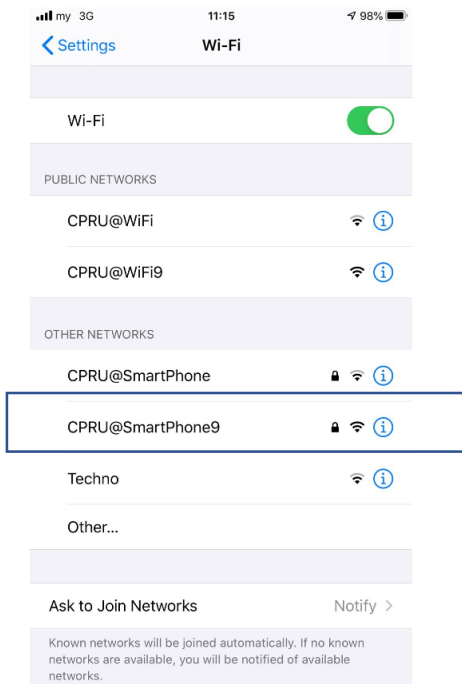 my 3G 11:15 98%
Settings Wi-Fi
Wi-Fi
PUBLIC NETWORKS
CPRU@WiFi
CPRU@WiFi9
OTHER NETWORKS
CPRU@SmartPhone
CPRU@SmartPhone9
Techno
Other...
Ask to Join Networks Notify
Known networks will be joined automatically. If no known
networks are available, you will be notified of available
networks.